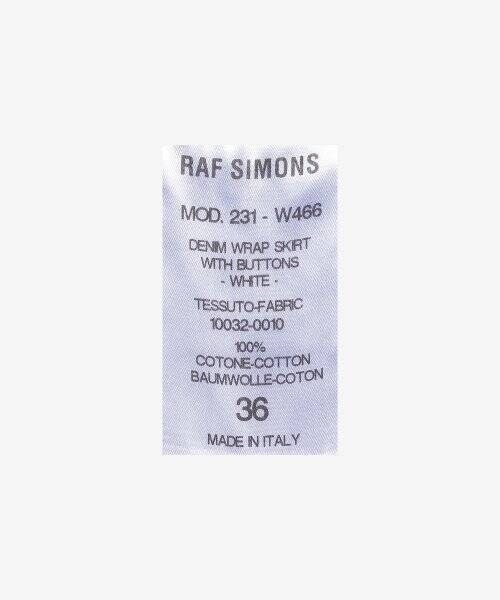 RAF SIMONS
MOD. 231 - W466
DENIM WRAP SKIRT
WITH BUTTONS
- WHITE -
TESSUTO-FABRIC
10032-0010
100%
COTONE-COTTON
BAUMWOLLE-COTON
36
MADE IN ITALY